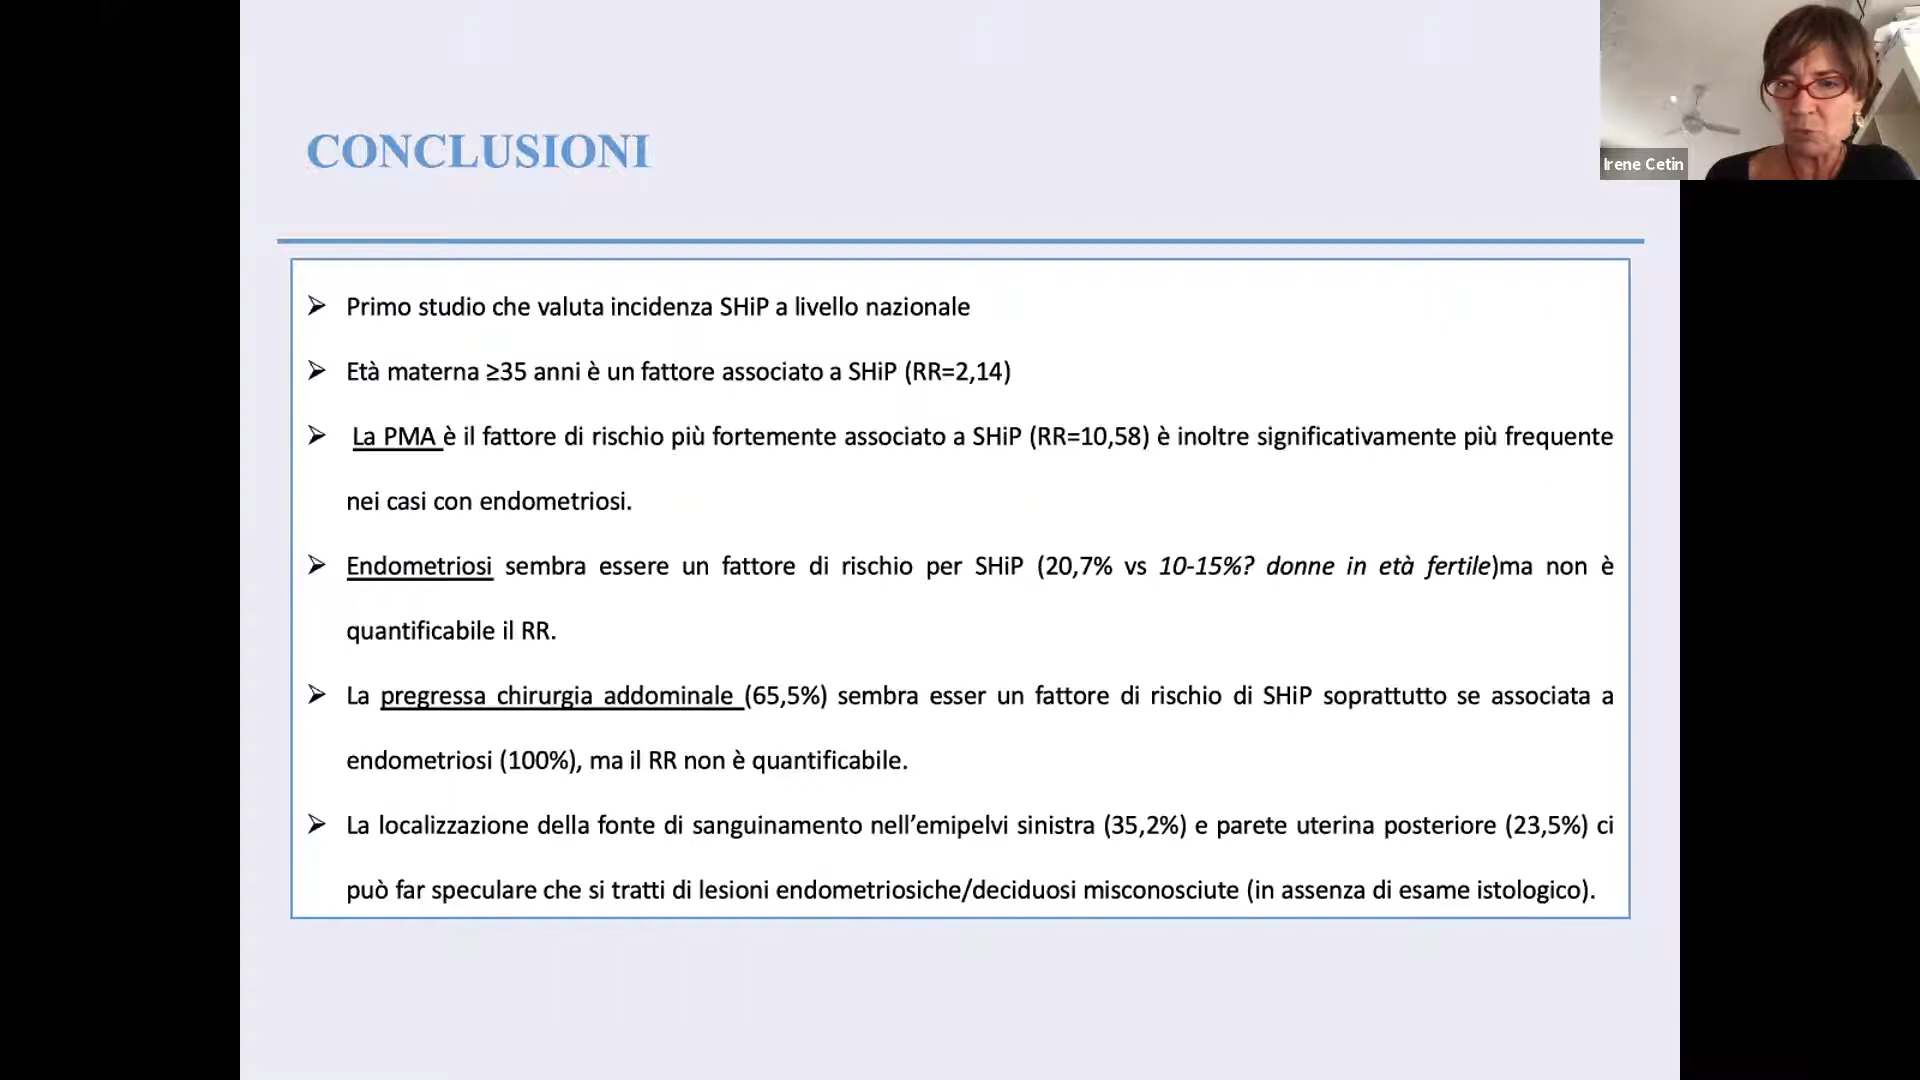 Irene Cetin
CONCLUSIONI
➢ Primo studio che valuta incidenza SHiP a livello nazionale
➢ Età materna ≥35 anni è un fattore associato a SHiP (RR=2,14)
➢ La PMA è il fattore di rischio più fortemente associato a SHiP (RR=10,58) è inoltre significativamente più frequente
nei casi con endometriosi.
➢ Endometriosi sembra essere un fattore di rischio per SHiP (20,7% vs 10-15%? donne in età fertile)ma non è
quantificabile il RR.
➢ La pregressa chirurgia addominale (65,5%) sembra esser un fattore di rischio di SHiP soprattutto se associata a
endometriosi (100%), ma il RR non è quantificabile.
➢ La localizzazione della fonte di sanguinamento nell’emipelvi sinistra (35,2%) e parete uterina posteriore (23,5%) ci
può far speculare che si tratti di lesioni endometriosiche/deciduosi misconosciute (in assenza di esame istologico).